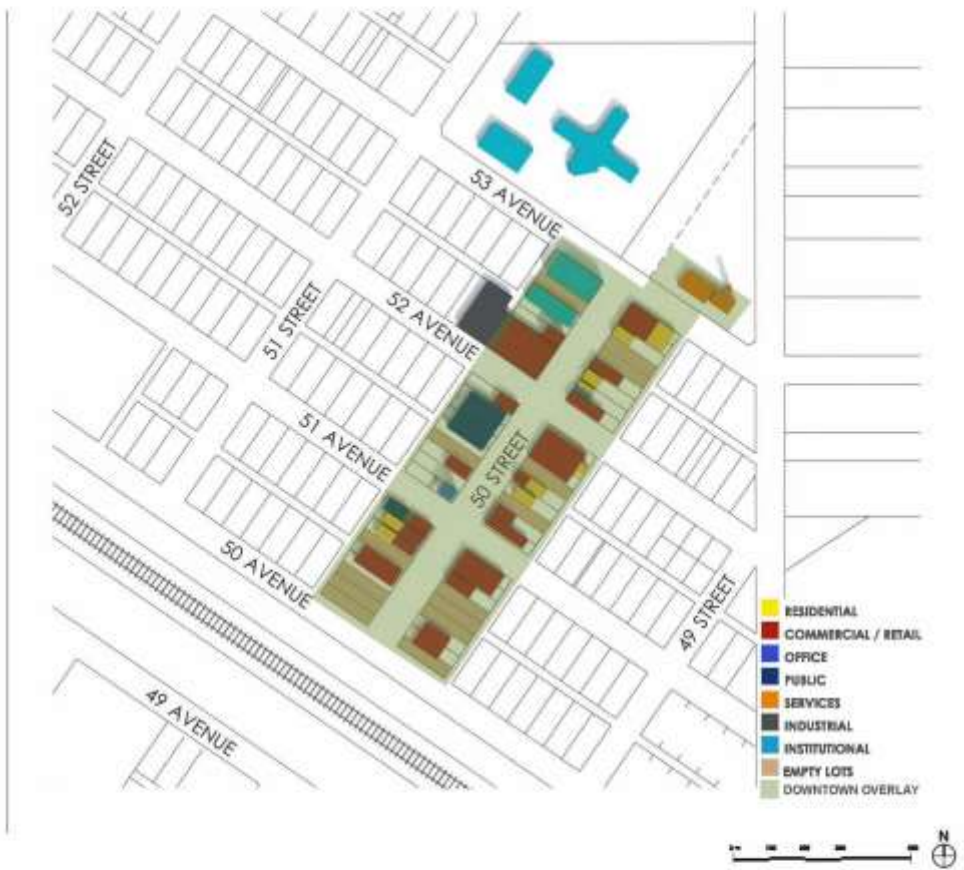 53 AVENUE
52 STREET
51 STREET
52 AVENUE
51 AVENUE
50 STREET
50 AVENUE
49 STREET
49 AVENUE
RESIDENTIAL
COMMERCIAL / RETAIL
OFFICE
PUBLIC
SERVICES
INDUSTRIAL
INSTITUTIONAL
EMPTY LOTS
DOWNTOWN OVERLAY
N